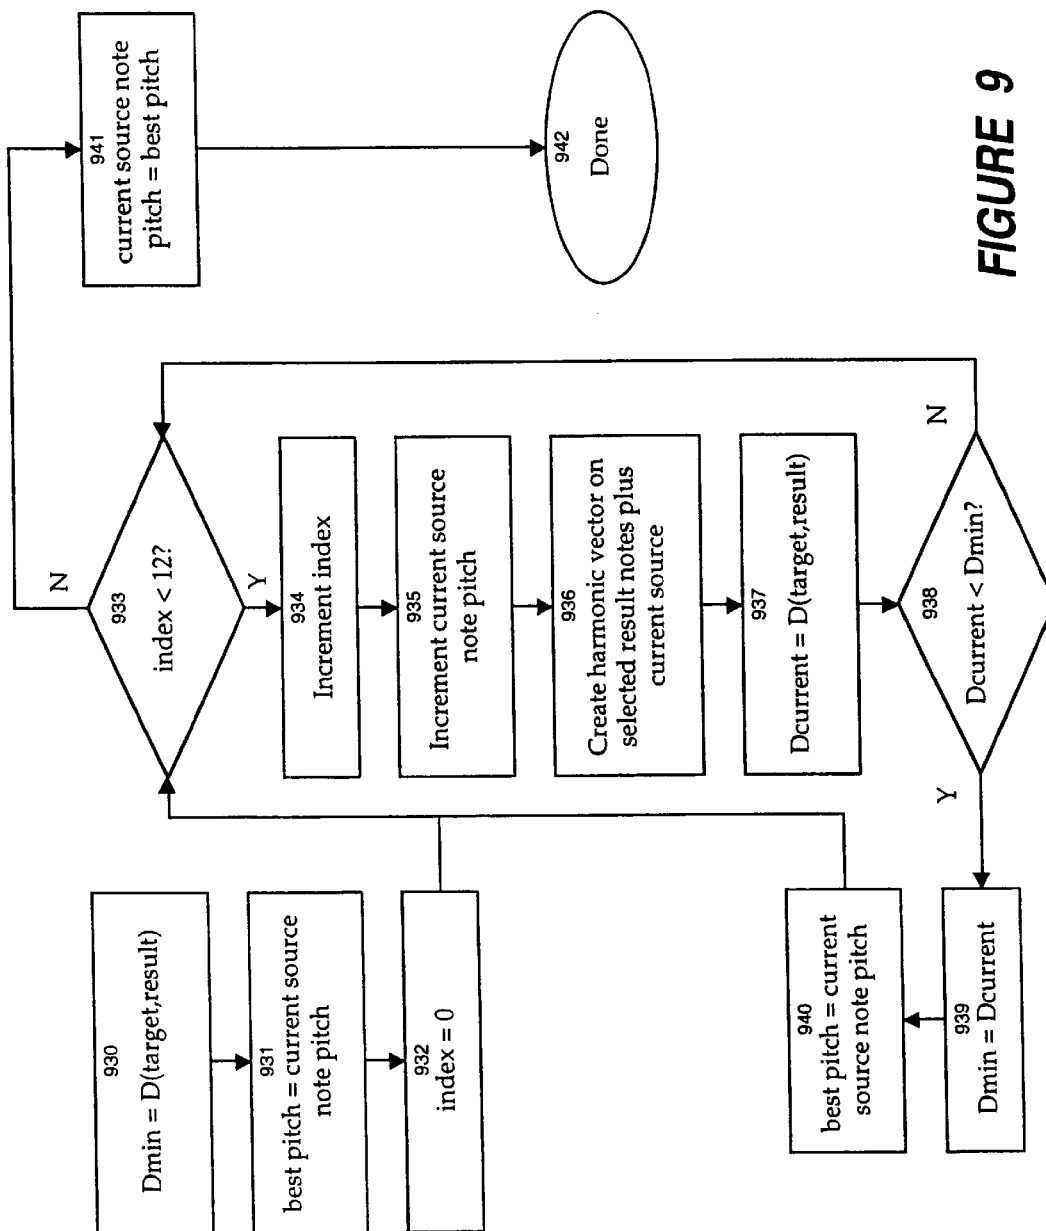 930
Dmin = D(target,result)
931
best pitch = current source
note pitch
932
index = 0
933
index < 12?
N
Y
934
Increment index
935
Increment current source
note pitch
936
Create harmonic vector on
selected result notes plus
current source
937
Dcurrent = D(target,result)
938
Dcurrent < Dmin?
N
Y
939
Dmin = Dcurrent
940
best pitch = current
source note pitch
941
current source note
pitch = best pitch
942
Done
FIGURE 9